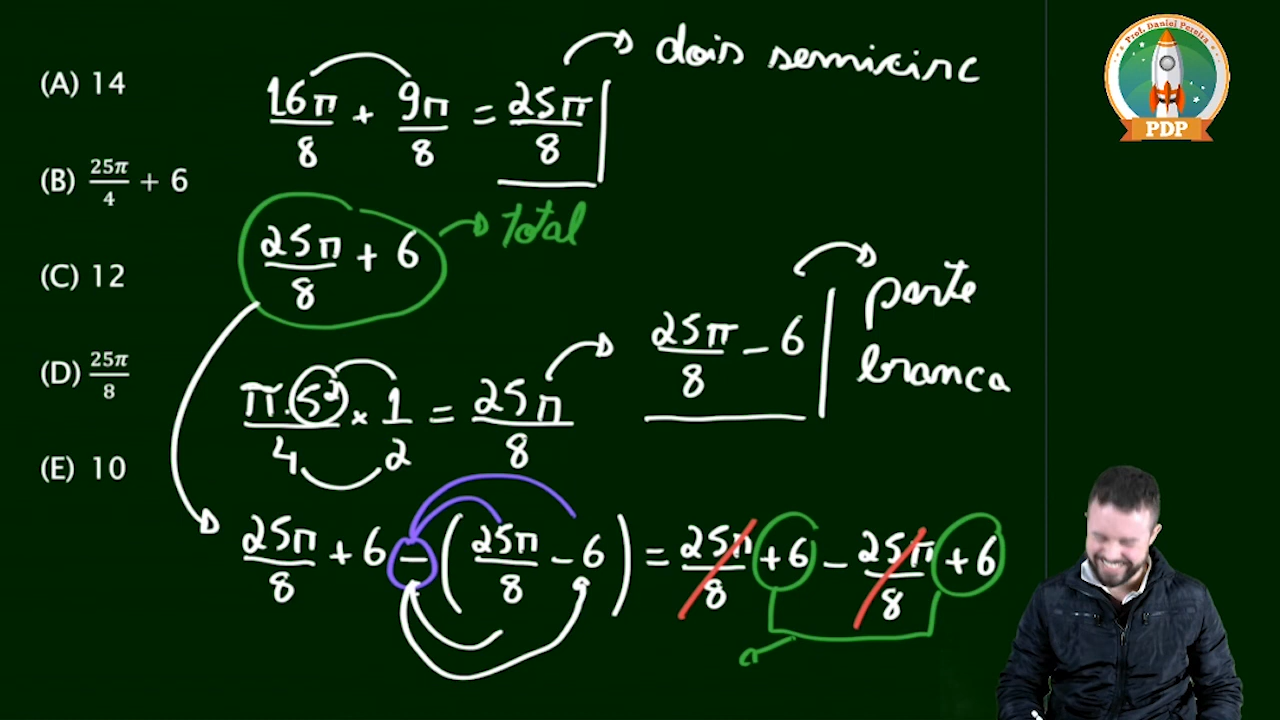 Prof. Daniel Pereira
PDP
(A) 14
(B) 25π/4 + 6
(C) 12
(D) 25π/8
(E) 10
16π/8 + 9π/8 = 25π/8
dois semicirc
25π/8 + 6
total
π.5²/4 × 1/2 = 25π/8
25π/8 - 6
parte
branca
25π/8 + 6 - (25π/8 - 6) = 25π/8 + 6 - 25π/8 + 6